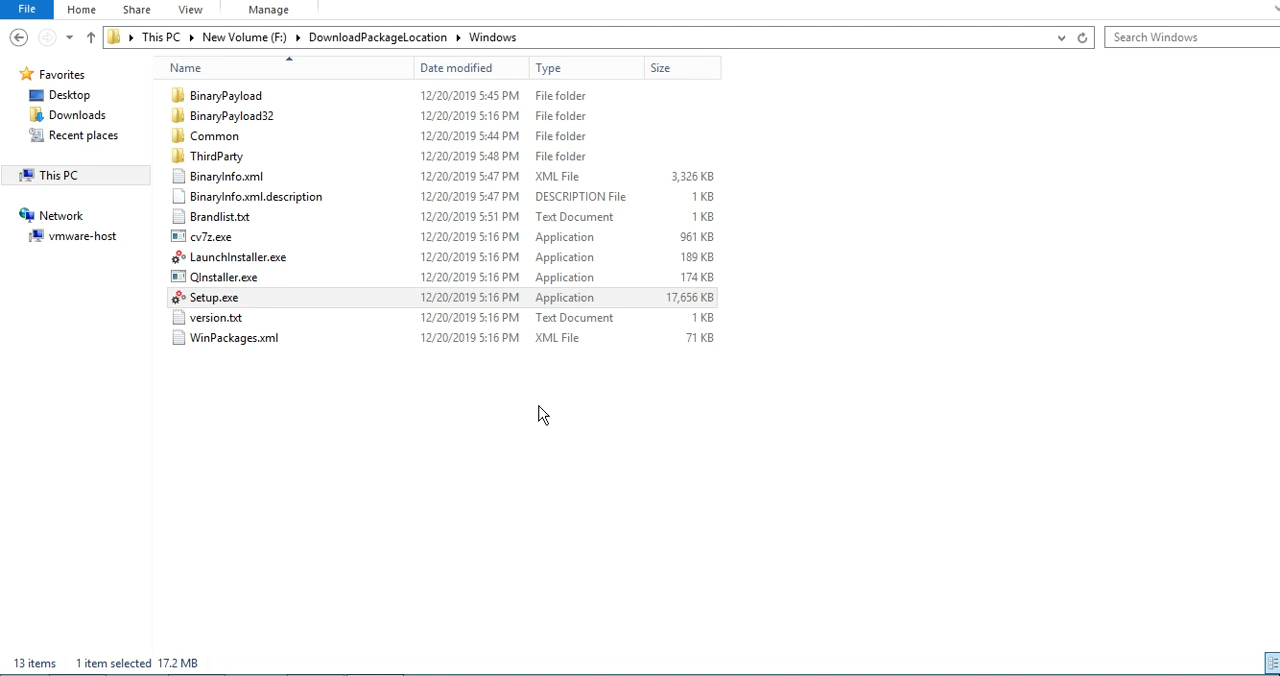 File Home Share View Manage
This PC New Volume (F:) DownloadPackageLocation Windows Search Windows
Favorites
Desktop
Downloads
Recent places
This PC
Network
vmware-host
Name Date modified Type Size
BinaryPayload 12/20/2019 5:45 PM File folder
BinaryPayload32 12/20/2019 5:16 PM File folder
Common 12/20/2019 5:44 PM File folder
ThirdParty 12/20/2019 5:48 PM File folder
BinaryInfo.xml 12/20/2019 5:47 PM XML File 3,326 KB
BinaryInfo.xml.description 12/20/2019 5:47 PM DESCRIPTION File 1 KB
Brandlist.txt 12/20/2019 5:51 PM Text Document 1 KB
cv7z.exe 12/20/2019 5:16 PM Application 961 KB
LaunchInstaller.exe 12/20/2019 5:16 PM Application 189 KB
QInstaller.exe 12/20/2019 5:16 PM Application 174 KB
Setup.exe 12/20/2019 5:16 PM Application 17,656 KB
version.txt 12/20/2019 5:16 PM Text Document 1 KB
WinPackages.xml 12/20/2019 5:16 PM XML File 71 KB
13 items 1 item selected 17.2 MB